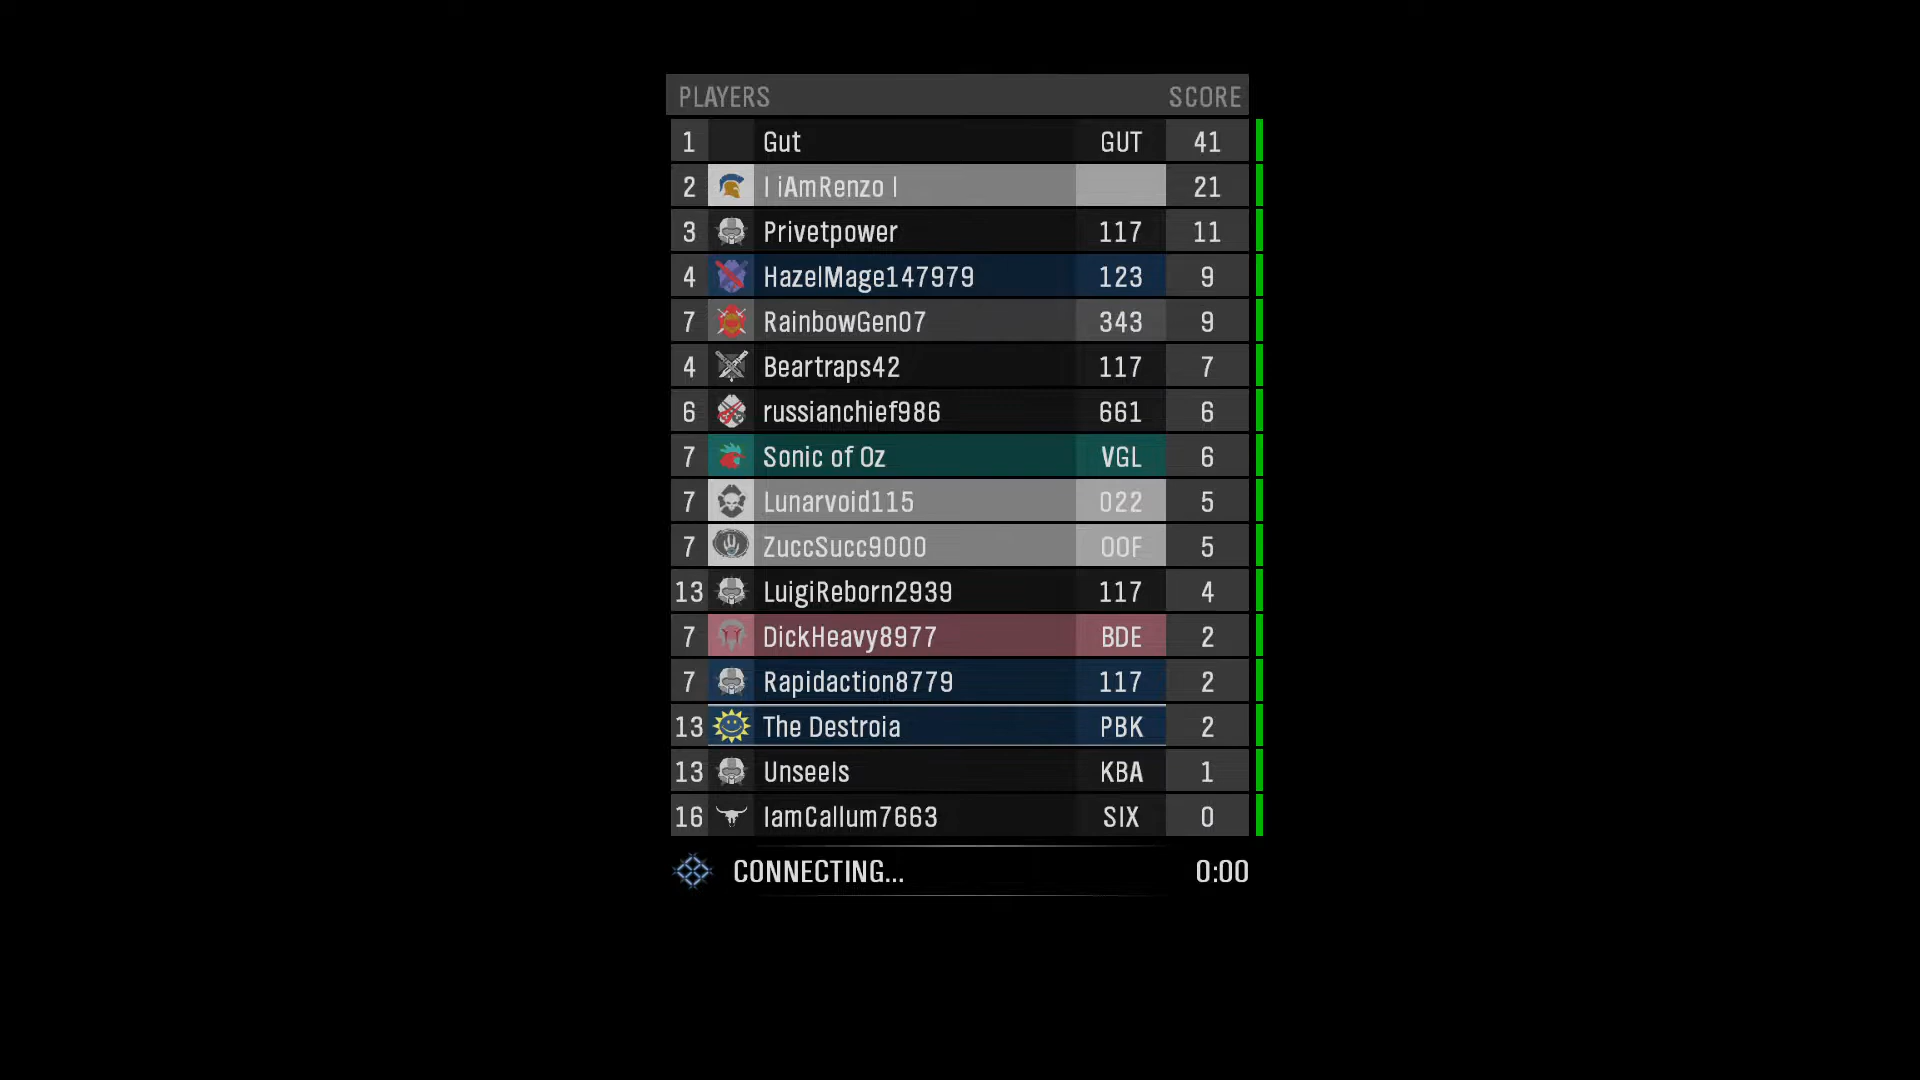 PLAYERS SCORE
1 Gut GUT 41
2 | iAmRenzo | 21
3 Privetpower 117 11
4 HazelMage147979 123 9
7 RainbowGen07 343 9
4 Beartraps42 117 7
6 russianchief986 661 6
7 Sonic of Oz VGL 6
7 Lunarvoid115 022 5
7 ZuccSucc9000 OOF 5
13 LuigiReborn2939 117 4
7 DickHeavy8977 BDE 2
7 Rapidaction8779 117 2
13 The Destroia PBK 2
13 Unseels KBA 1
16 IamCallum7663 SIX 0
CONNECTING... 0:00